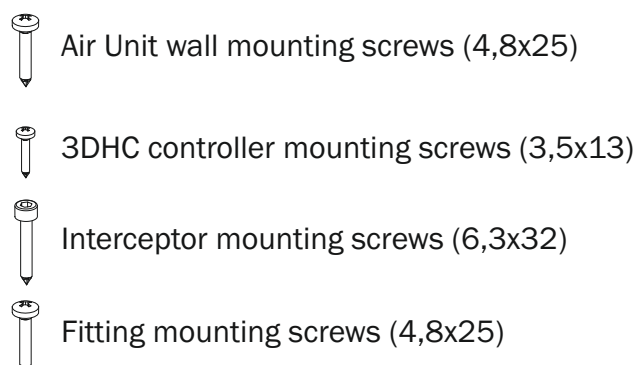 Air Unit wall mounting screws (4,8x25)
3DHC controller mounting screws (3,5x13)
Interceptor mounting screws (6,3x32)
Fitting mounting screws (4,8x25)